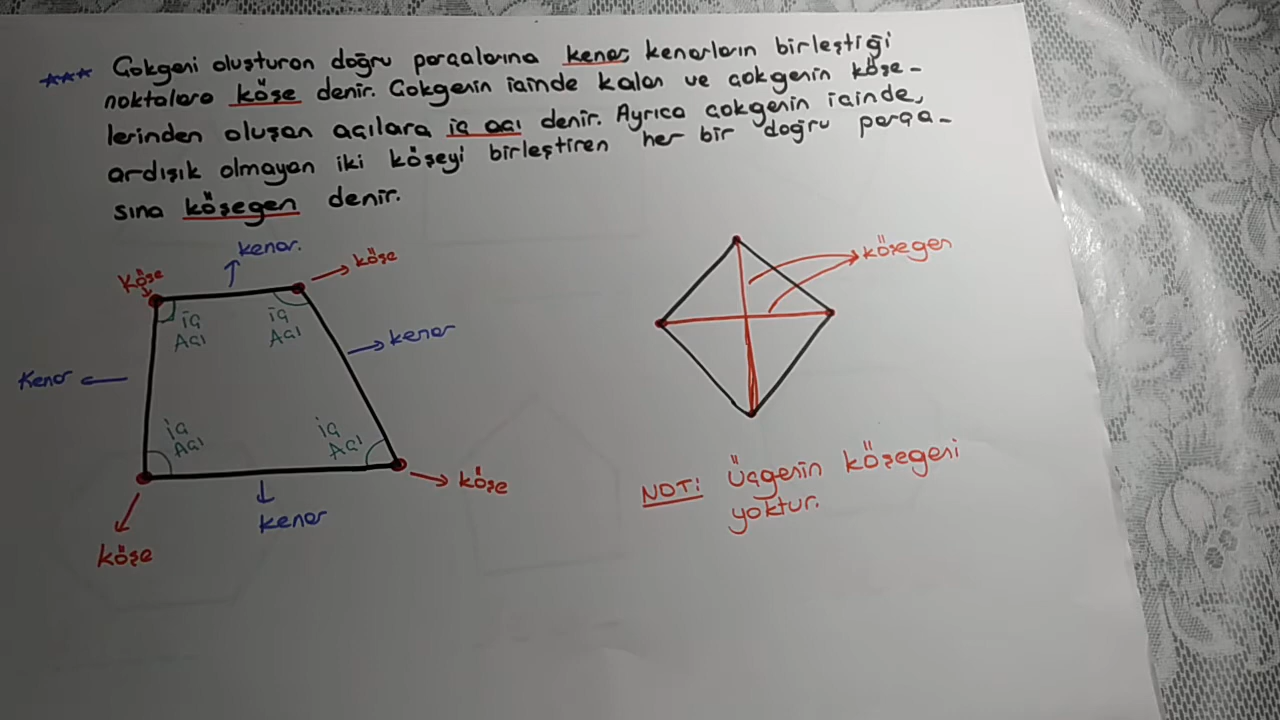 *** Çokgeni oluşturan doğru parçalarına kenar, kenarların birleştiği
noktalara köşe denir. Çokgenin içinde kalan ve çokgenin köşe-
lerinden oluşan açılara iç açı denir. Ayrıca çokgenin içinde,
ardışık olmayan iki köşeyi birleştiren her bir doğru parça-
sına köşegen denir.
kenar.
köşe
köşe
iç
Açı
iç
Açı
kenar
Kenar
iç
Açı
iç
Açı
köşe
kenar
köşe
köşegen
NOT: Üçgenin köşegeni
yoktur.